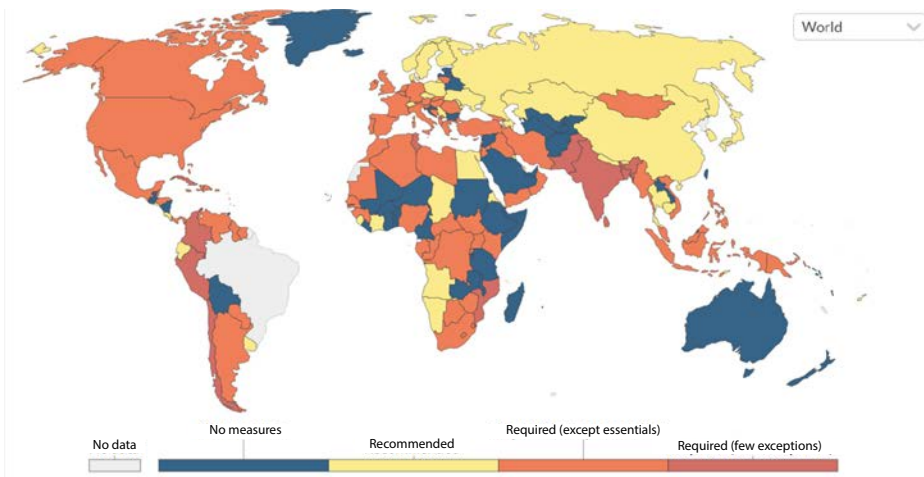 World
No data
No measures
Recommended
Required (except essentials)
Required (few exceptions)